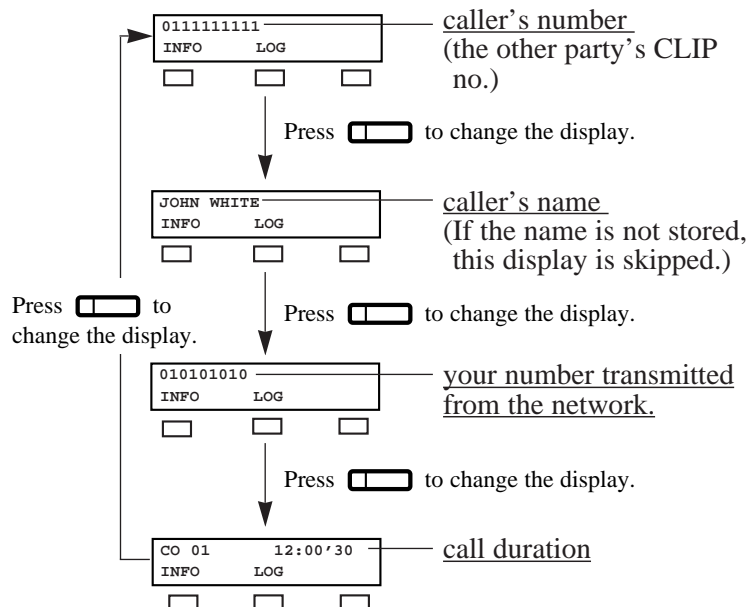 0111111111
INFO LOG
caller's number
(the other party's CLIP
no.)
Press to change the display.
JOHN WHITE
INFO LOG
caller's name
(If the name is not stored,
this display is skipped.)
Press to
change the display.
Press to change the display.
010101010
INFO LOG
your number transmitted
from the network.
Press to change the display.
CO 01 12:00'30
INFO LOG
call duration